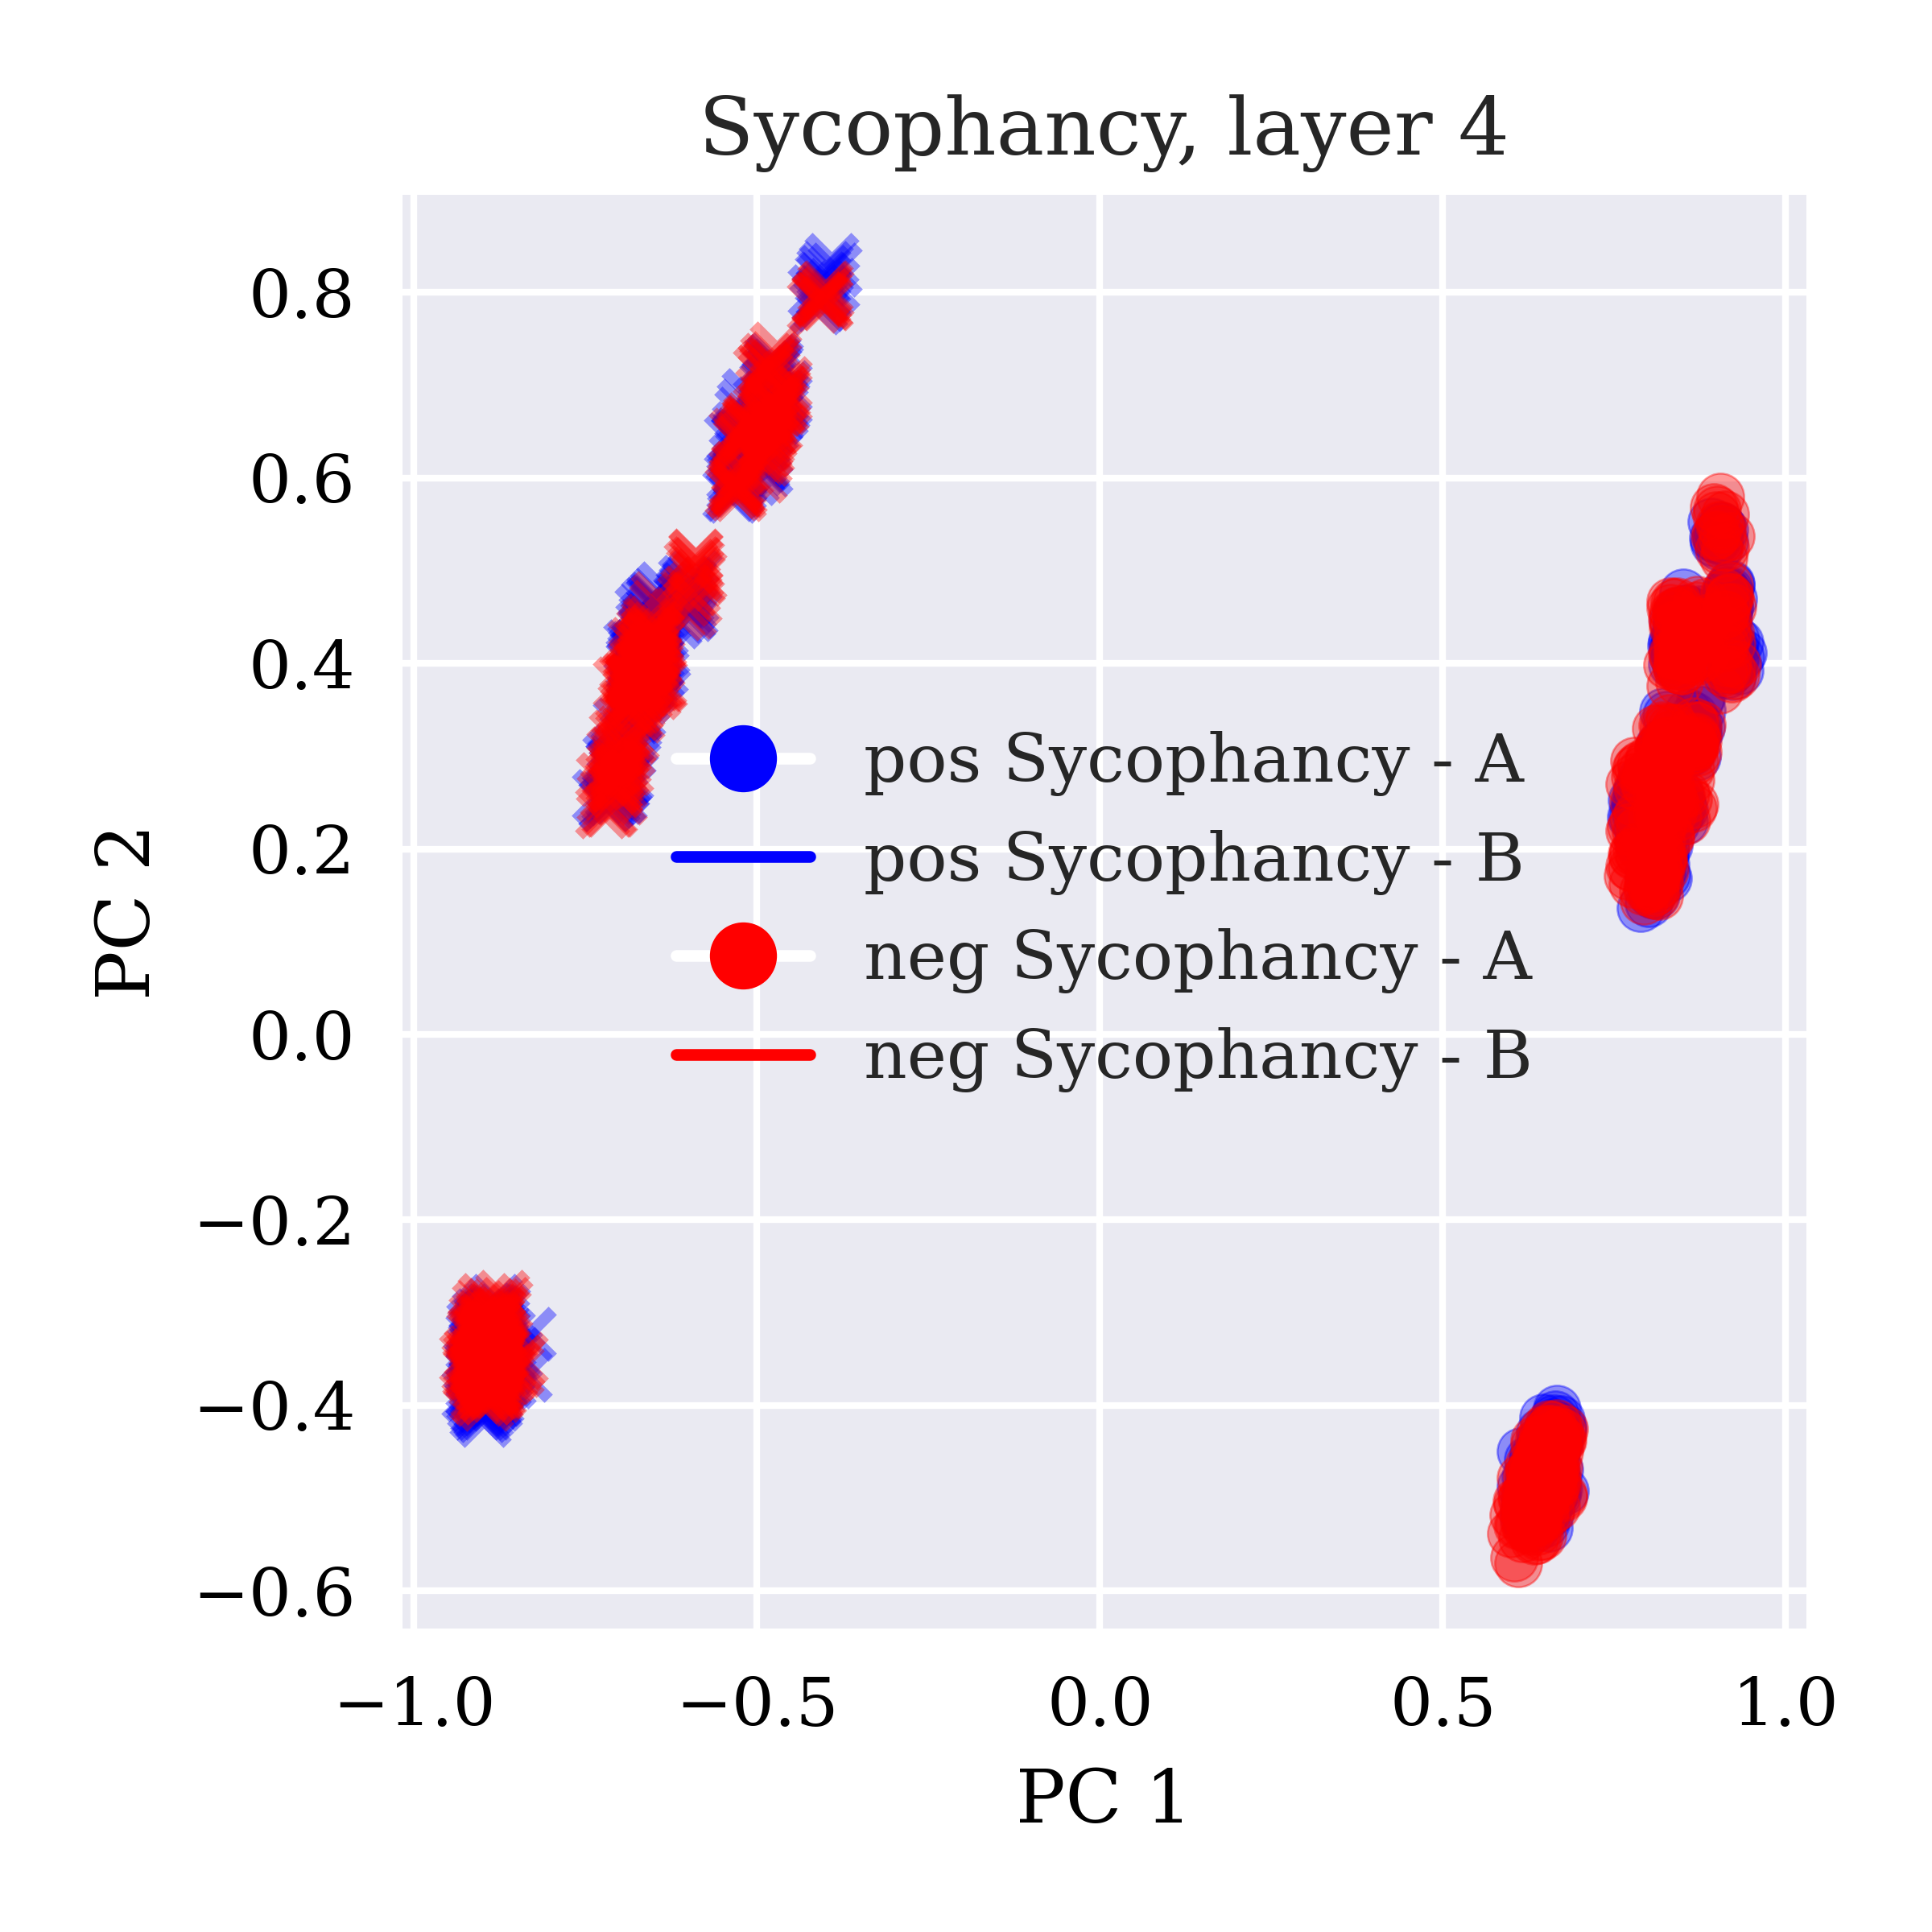 Sycophancy, layer 4
0.8
0.6
0.4
0.2
0.0
−0.2
−0.4
−0.6
PC 2
pos Sycophancy - A
pos Sycophancy - B
neg Sycophancy - A
neg Sycophancy - B
−1.0 −0.5 0.0 0.5 1.0
PC 1